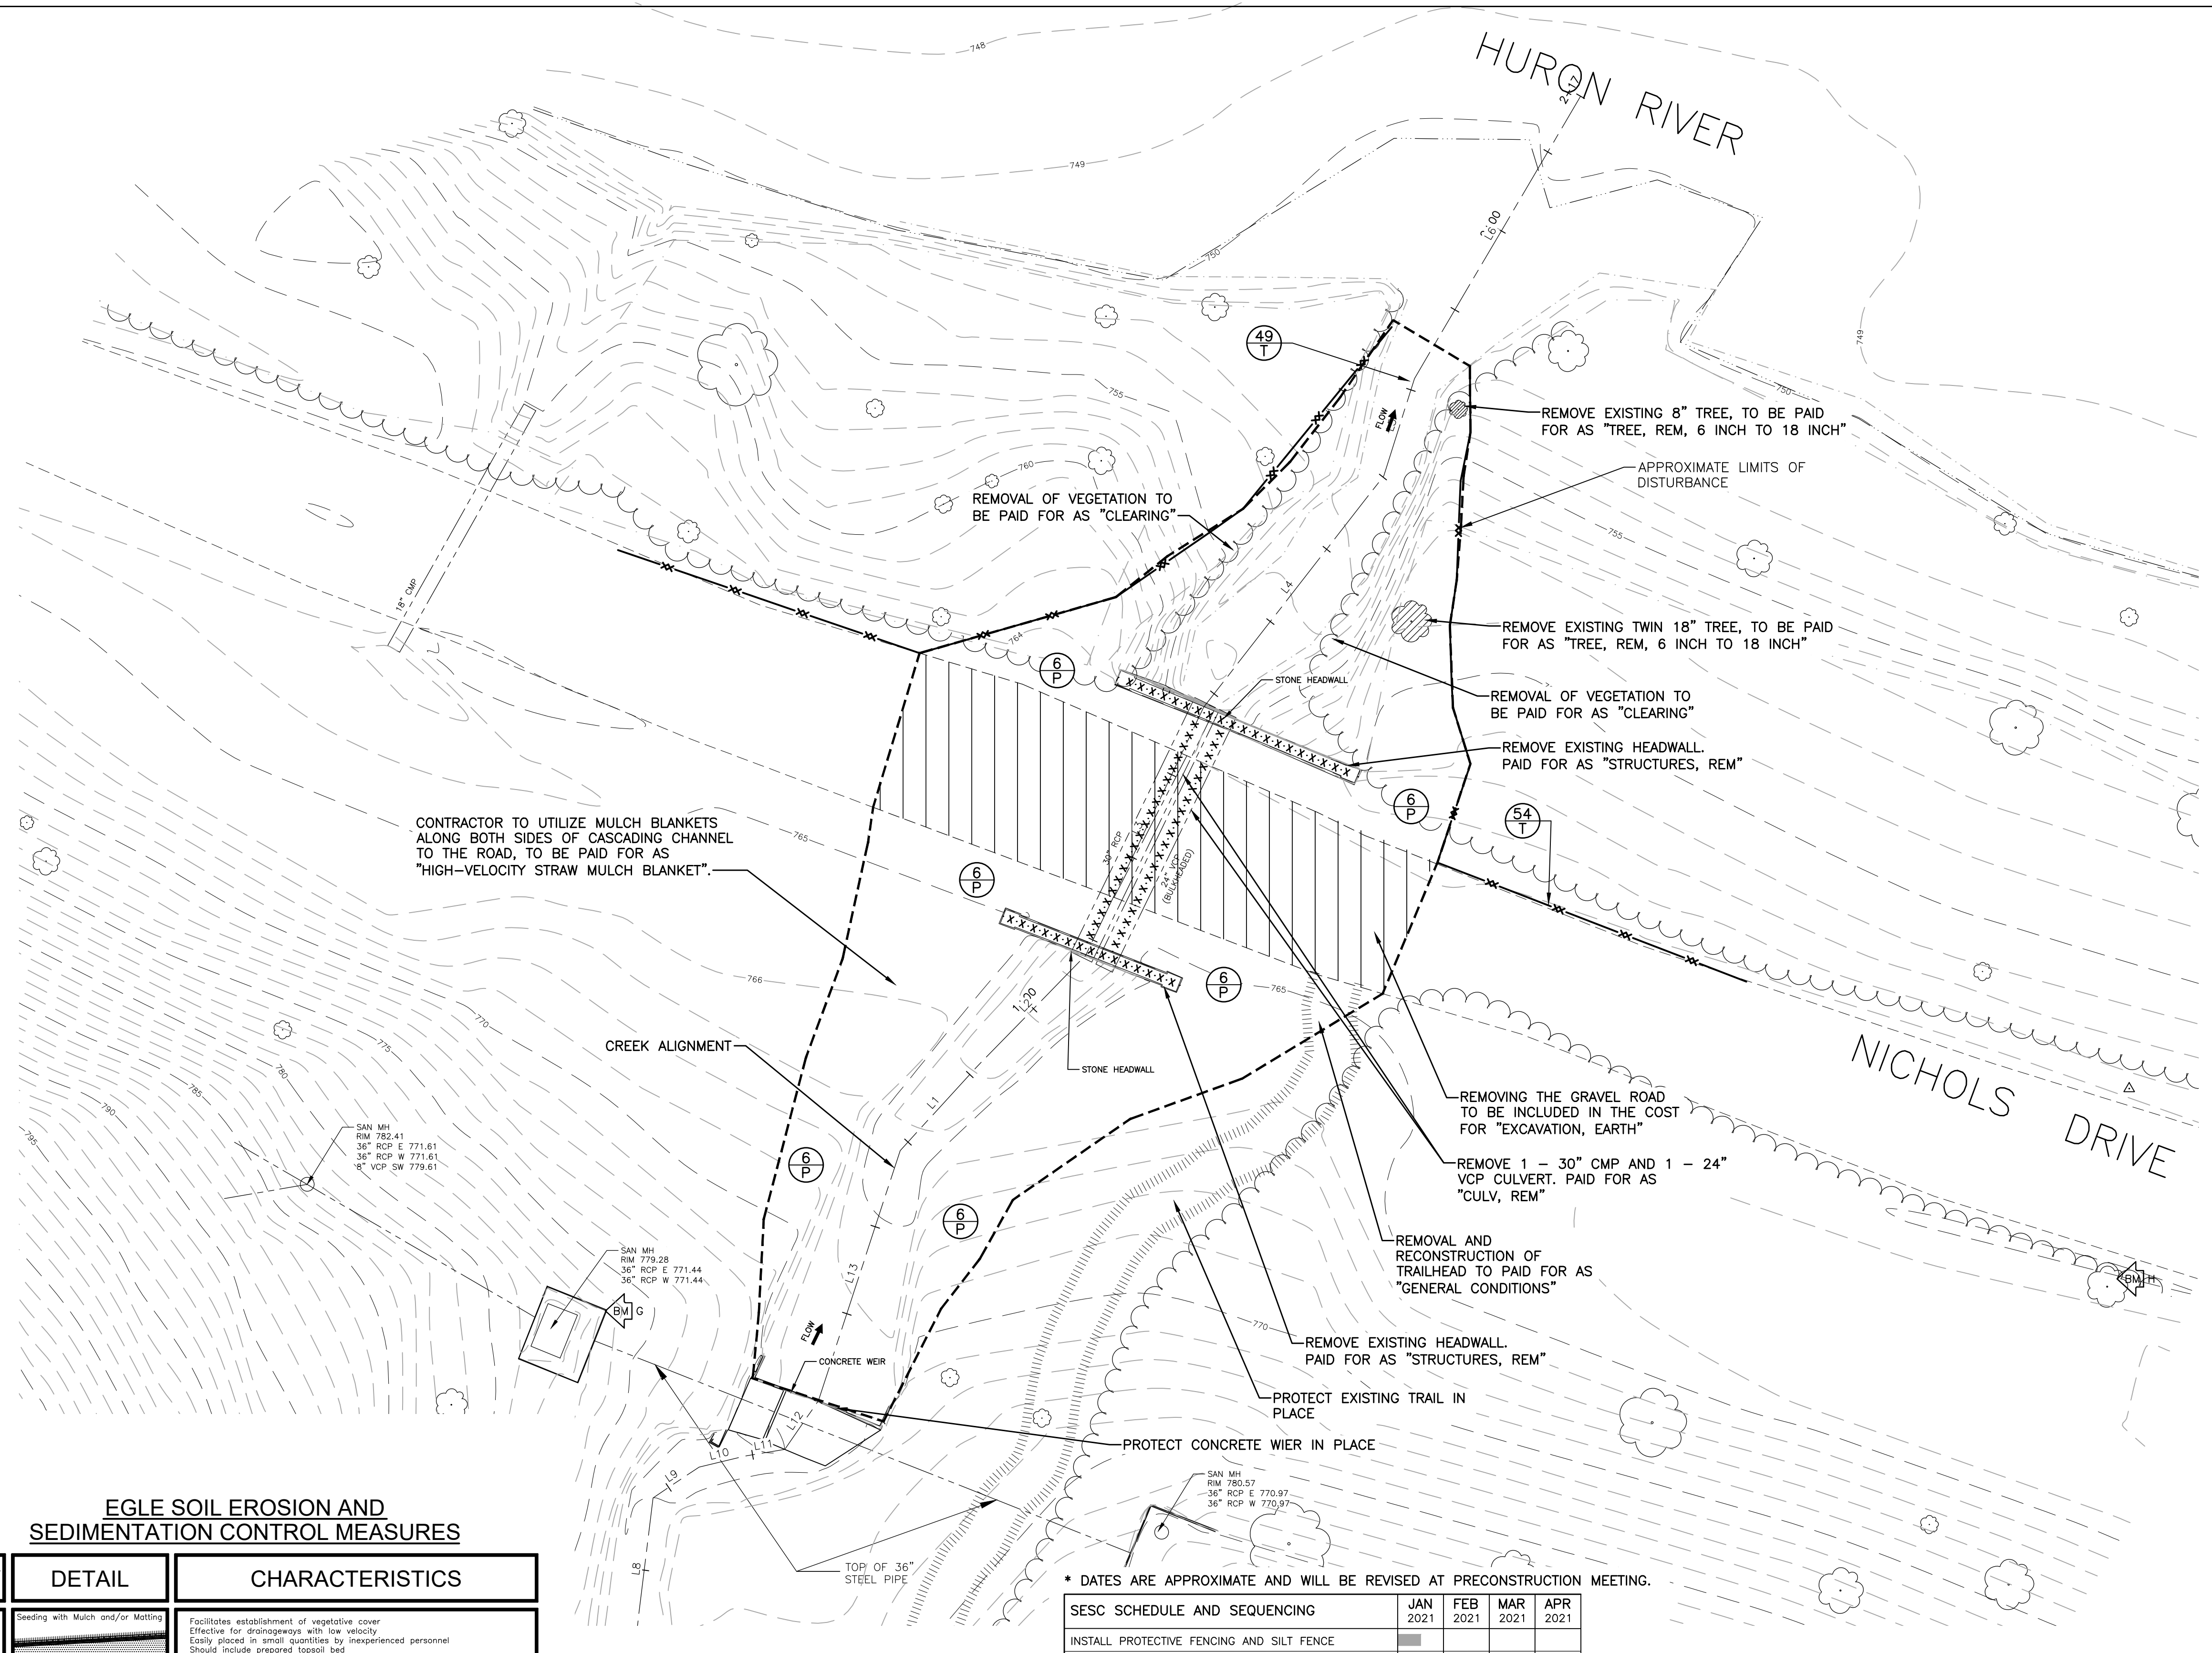 748
HURON RIVER
2+17
749
2+00
L6
750
49
T
749
750
755
FLOW
REMOVE EXISTING 8" TREE, TO BE PAID
FOR AS "TREE, REM, 6 INCH TO 18 INCH"
760
APPROXIMATE LIMITS OF
DISTURBANCE
REMOVAL OF VEGETATION TO
BE PAID FOR AS "CLEARING"
755
18" CMP
L4
764
REMOVE EXISTING TWIN 18" TREE, TO BE PAID
FOR AS "TREE, REM, 6 INCH TO 18 INCH"
6
P
STONE HEADWALL
REMOVAL OF VEGETATION TO
BE PAID FOR AS "CLEARING"
REMOVE EXISTING HEADWALL.
PAID FOR AS "STRUCTURES, REM"
6
P
54
T
CONTRACTOR TO UTILIZE MULCH BLANKETS
ALONG BOTH SIDES OF CASCADING CHANNEL
TO THE ROAD, TO BE PAID FOR AS
"HIGH-VELOCITY STRAW MULCH BLANKET".
765
30" RCP
24" VCP
(BULKHEADED)
6
P
766
6
P
765
770
775
780
785
790
795
CREEK ALIGNMENT
STONE HEADWALL
L1
NICHOLS DRIVE
REMOVING THE GRAVEL ROAD
TO BE INCLUDED IN THE COST
FOR "EXCAVATION, EARTH"
SAN MH
RIM 782.41
36" RCP E 771.61
36" RCP W 771.61
8" VCP SW 779.61
6
P
REMOVE 1 - 30" CMP AND 1 - 24"
VCP CULVERT. PAID FOR AS
"CULV, REM"
6
P
SAN MH
RIM 779.28
36" RCP E 771.44
36" RCP W 771.44
REMOVAL AND
RECONSTRUCTION OF
TRAILHEAD TO PAID FOR AS
"GENERAL CONDITIONS"
L13
BM H
BM G
FLOW
770
REMOVE EXISTING HEADWALL.
PAID FOR AS "STRUCTURES, REM"
CONCRETE WEIR
PROTECT EXISTING TRAIL IN
PLACE
L12
L11
L10
PROTECT CONCRETE WIER IN PLACE
L9
SAN MH
RIM 780.57
36" RCP E 770.97
36" RCP W 770.97
L8
TOP OF 36"
STEEL PIPE
EGLE SOIL EROSION AND
SEDIMENTATION CONTROL MEASURES
DETAIL CHARACTERISTICS
Seeding with Mulch and/or Matting
Facilitates establishment of vegetative cover
Effective for drainageways with low velocity
Easily placed in small quantities by inexperienced personnel
Should include prepared topsoil bed
* DATES ARE APPROXIMATE AND WILL BE REVISED AT PRECONSTRUCTION MEETING.
SESC SCHEDULE AND SEQUENCING JAN 2021 FEB 2021 MAR 2021 APR 2021
INSTALL PROTECTIVE FENCING AND SILT FENCE